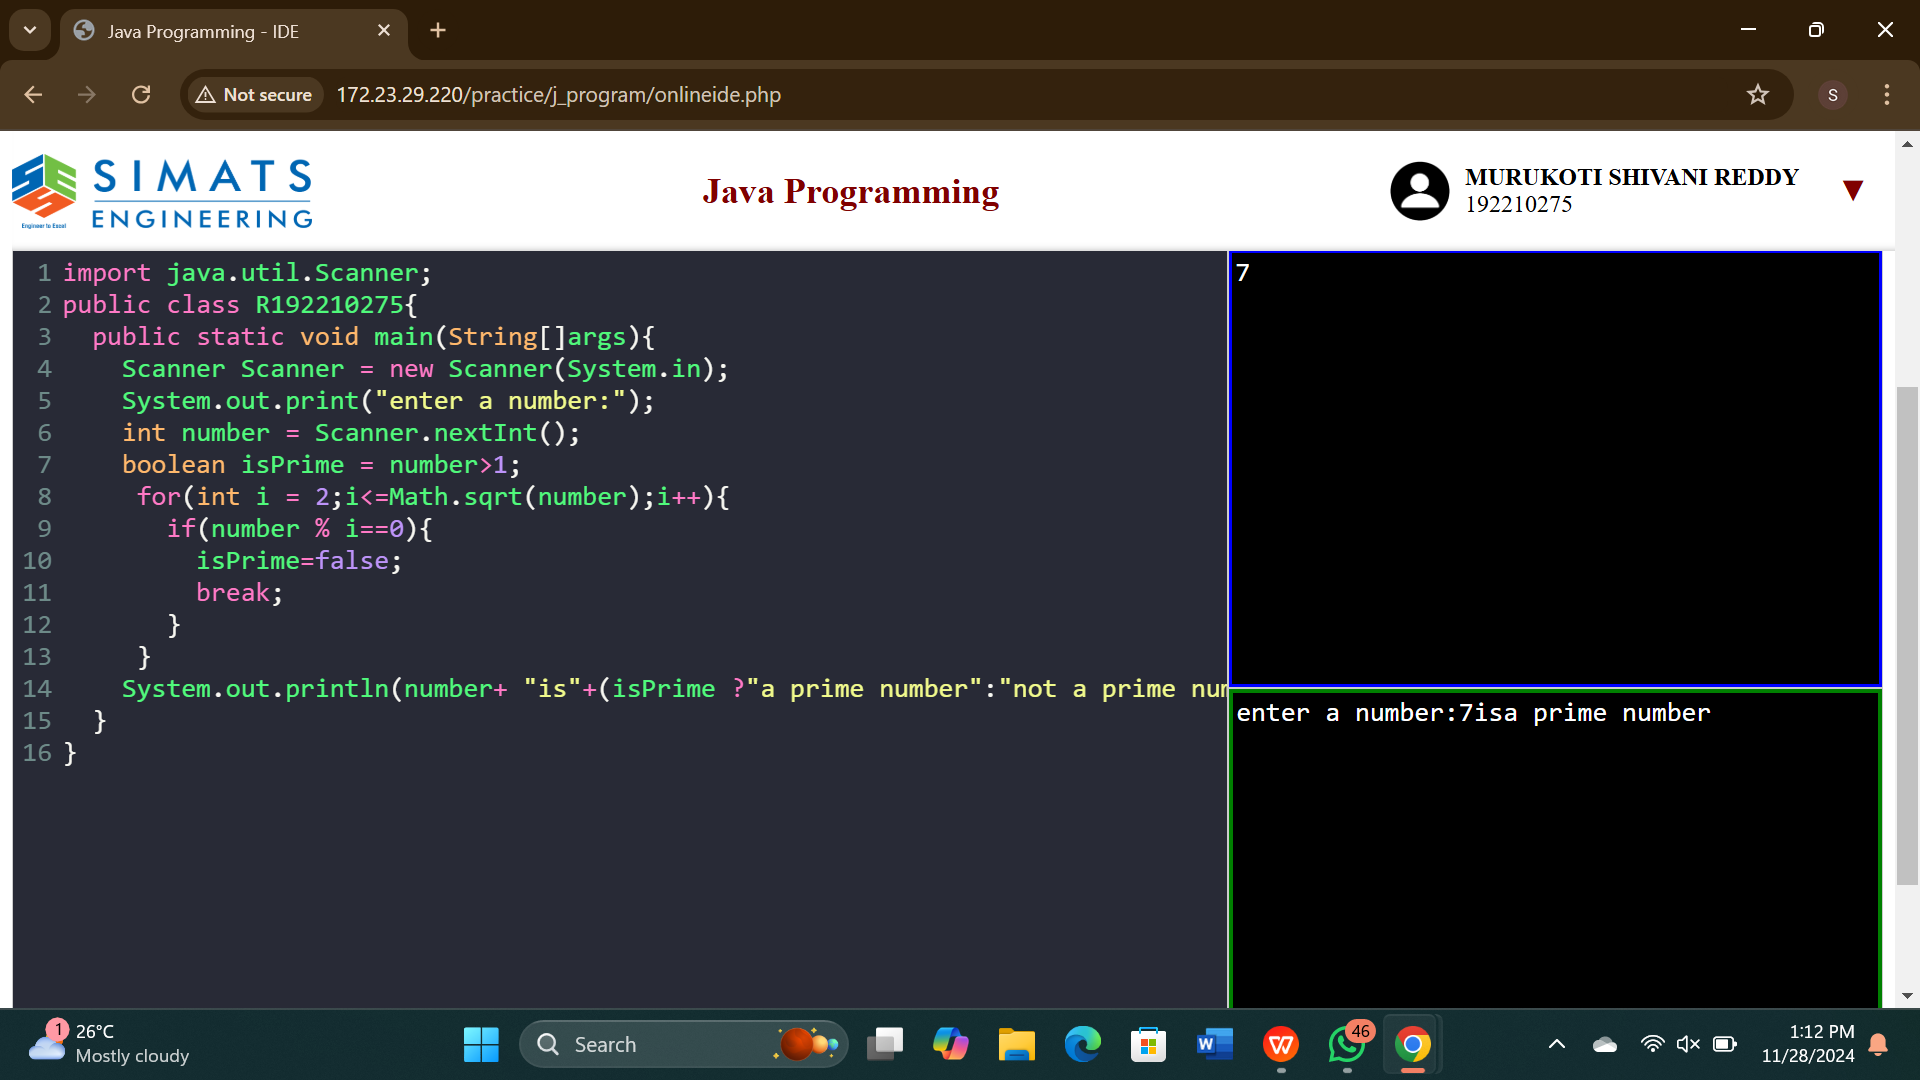 Java Programming - IDE
Not secure
172.23.29.220/practice/j_program/onlineide.php
S
SIMATS
ENGINEERING
Engineer to Excel
Java Programming
MURUKOTI SHIVANI REDDY
192210275
1 import java.util.Scanner;
2 public class R192210275{
3   public static void main(String[]args){
4     Scanner Scanner = new Scanner(System.in);
5     System.out.print("enter a number:");
6     int number = Scanner.nextInt();
7     boolean isPrime = number>1;
8      for(int i = 2;i<=Math.sqrt(number);i++){
9        if(number % i==0){
10          isPrime=false;
11          break;
12        }
13      }
14     System.out.println(number+ "is"+(isPrime ?"a prime number":"not a prime num
15   }
16 }
7
enter a number:7isa prime number
1
26°C
Mostly cloudy
Search
46
1:12 PM
11/28/2024